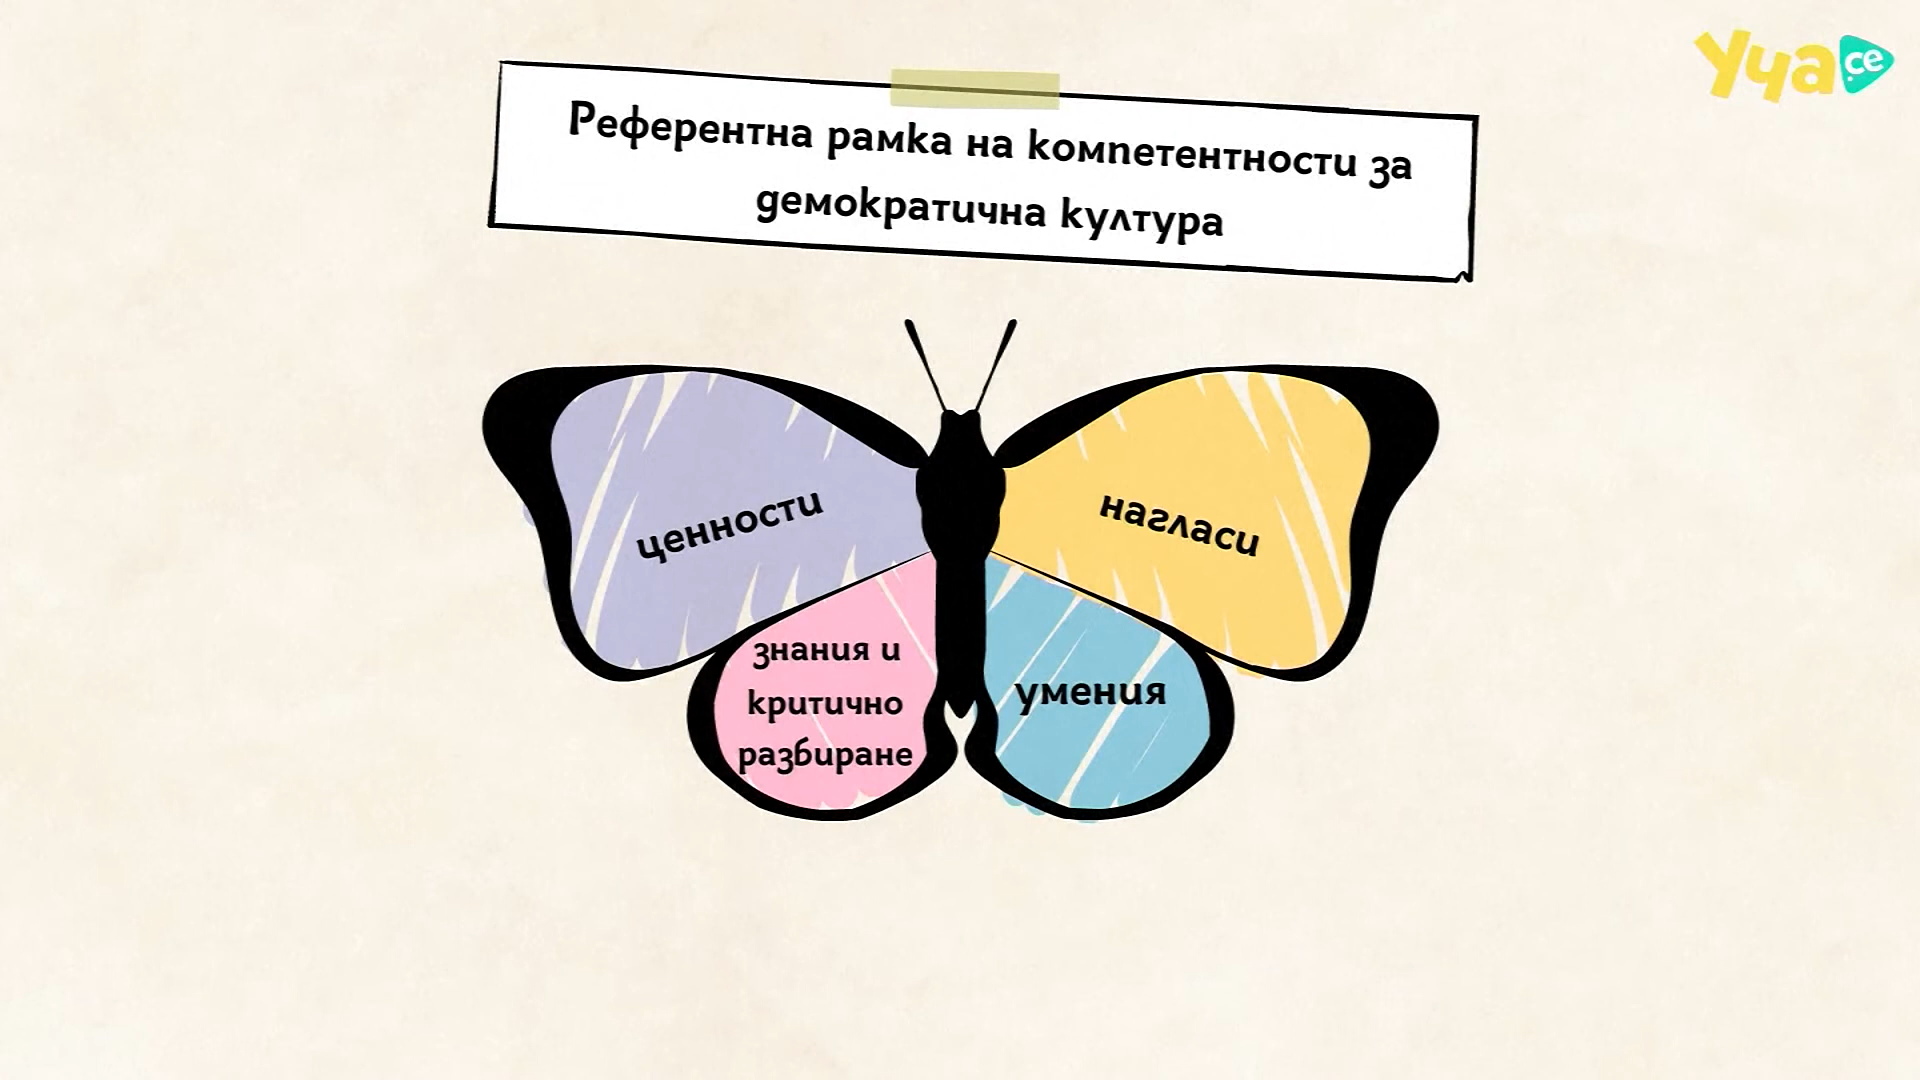 Уча.се
Референтна рамка на компетентности за
демократична култура
ценности
нагласи
знания и
критично
разбиране
умения